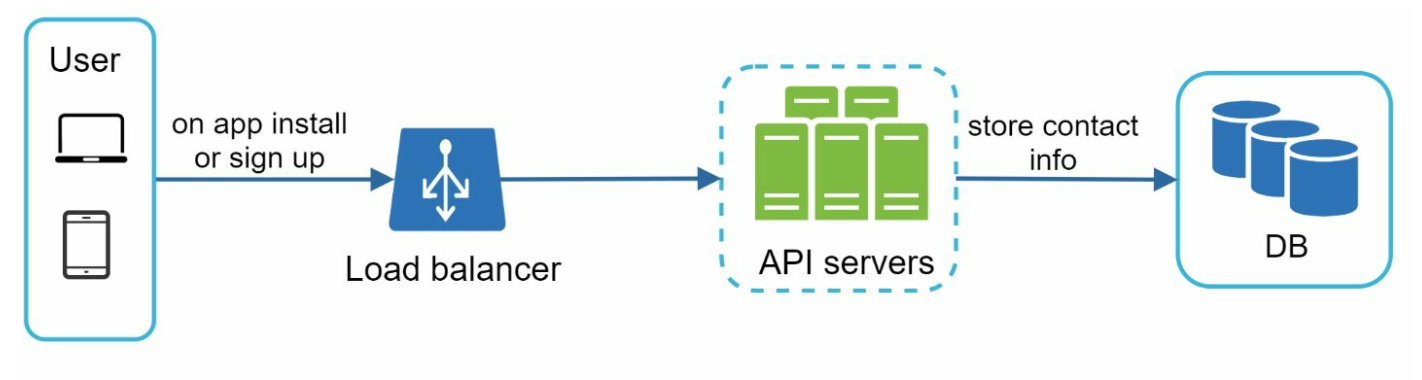 User
on app install
or sign up
Load balancer
API servers
store contact
info
DB